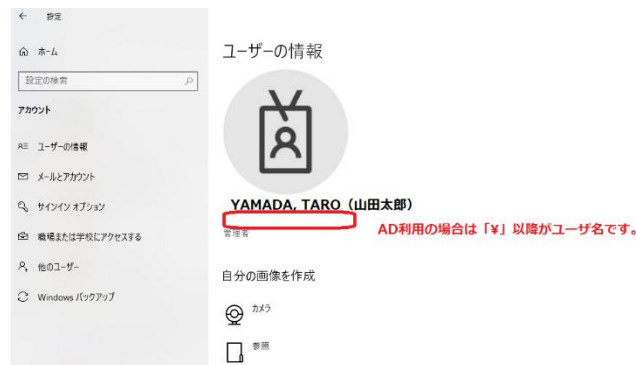 ← 設定
ホーム
設定の検索
アカウント
ユーザーの情報
メールとアカウント
サインイン オプション
職場または学校にアクセスする
他のユーザー
Windows バックアップ
ユーザーの情報
YAMADA, TARO（山田太郎）
管理者
AD利用の場合は「¥」以降がユーザ名です。
自分の画像を作成
カメラ
参照